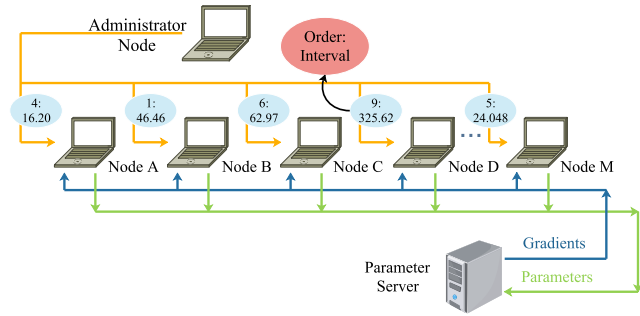 Administrator
Node
Order:
Interval
4:
16.20
1:
46.46
6:
62.97
9:
325.62
5:
24.048
...
Node A
Node B
Node C
Node D
Node M
Gradients
Parameter
Server
Parameters